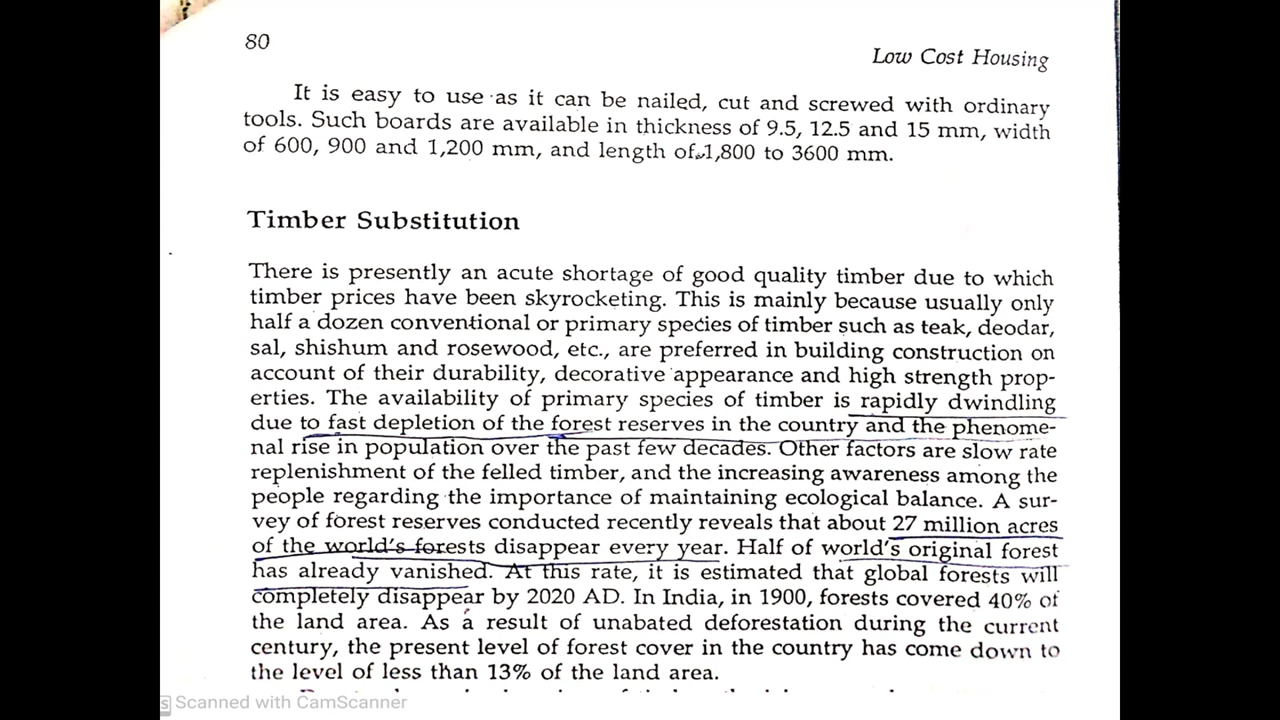 80
Low Cost Housing
It is easy to use as it can be nailed, cut and screwed with ordinary
tools. Such boards are available in thickness of 9.5, 12.5 and 15 mm, width
of 600, 900 and 1,200 mm, and length of 1,800 to 3600 mm.
Timber Substitution
There is presently an acute shortage of good quality timber due to which
timber prices have been skyrocketing. This is mainly because usually only
half a dozen conventional or primary species of timber such as teak, deodar,
sal, shishum and rosewood, etc., are preferred in building construction on
account of their durability, decorative appearance and high strength prop-
erties. The availability of primary species of timber is rapidly dwindling
due to fast depletion of the forest reserves in the country and the phenome-
nal rise in population over the past few decades. Other factors are slow rate
replenishment of the felled timber, and the increasing awareness among the
people regarding the importance of maintaining ecological balance. A sur-
vey of forest reserves conducted recently reveals that about 27 million acres
of the world's forests disappear every year. Half of world's original forest
has already vanished. At this rate, it is estimated that global forests will
completely disappear by 2020 AD. In India, in 1900, forests covered 40% of
the land area. As a result of unabated deforestation during the current
century, the present level of forest cover in the country has come down to
the level of less than 13% of the land area.
Scanned with CamScanner